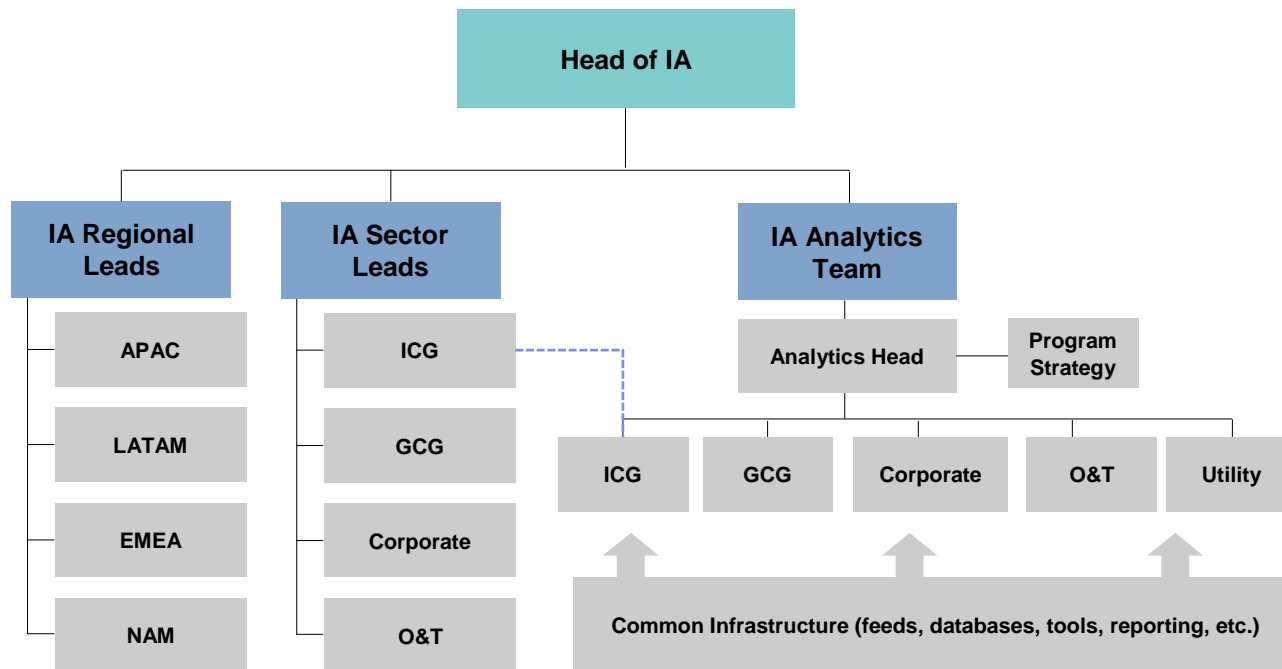 Head of IA
IA Regional
Leads
APAC
LATAM
EMEA
NAM
IA Sector
Leads
ICG
GCG
Corporate
O&T
IA Analytics
Team
Analytics Head
Program
Strategy
ICG
GCG
Corporate
O&T
Utility
Common Infrastructure (feeds, databases, tools, reporting, etc.)